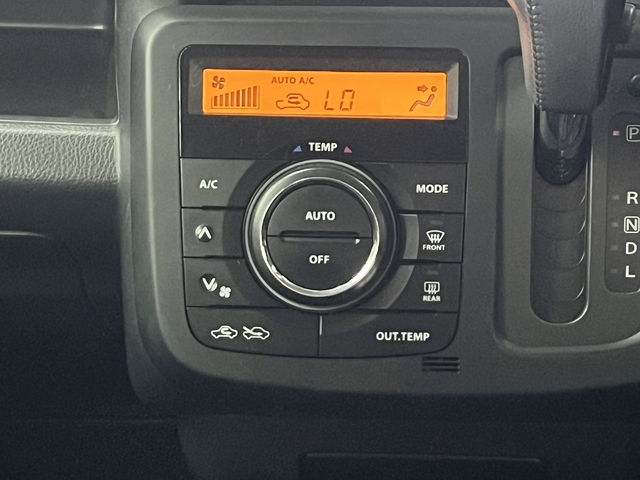 AUTO A/C
LO
TEMP
A/C
MODE
AUTO
OFF
FRONT
REAR
OUT.TEMP
P
R
N
D
L